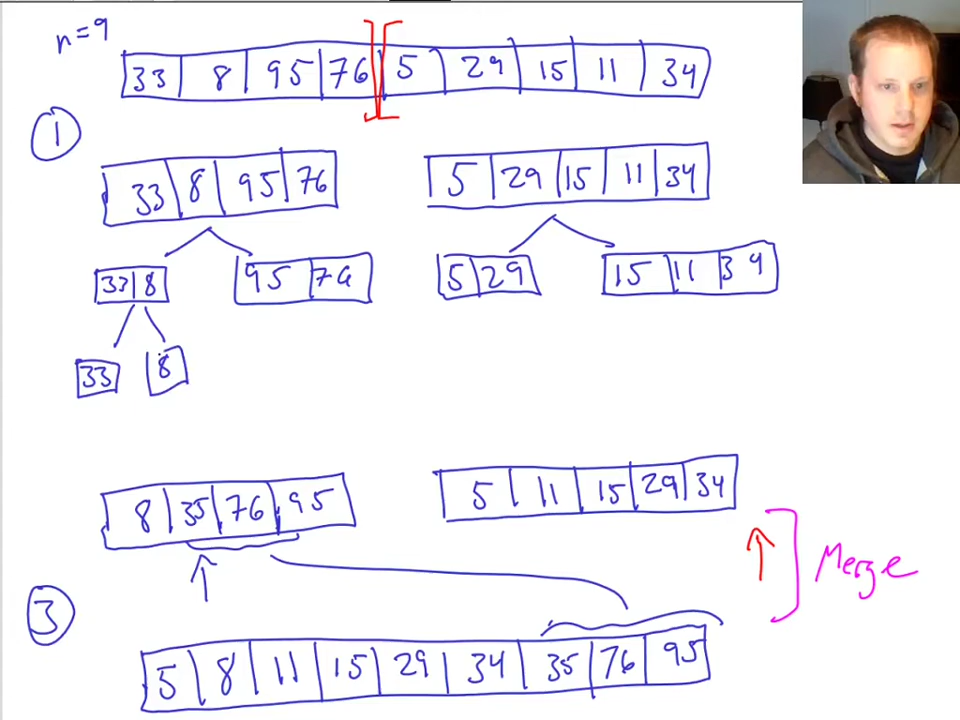 n=9
33 8 95 76 5 29 15 11 34
1
33 8 95 76 5 29 15 11 34
33 8 95 76 5 29 15 11 34
33 8
8 35 76 95 5 11 15 29 34
Merge
3
5 8 11 15 29 34 35 76 95